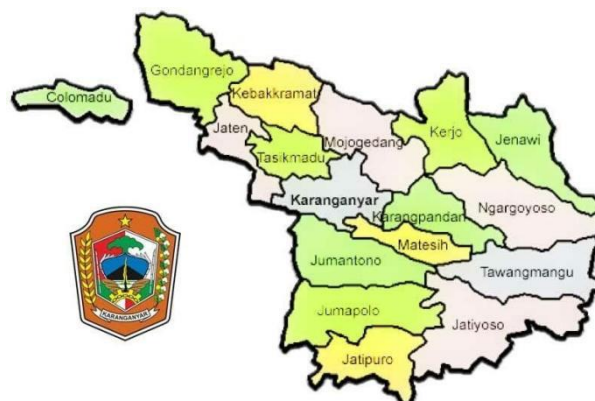 Gondangrejo
Colomadu
Kebakkramat
Jaten
Mojogedang
Kerjo
Jenawi
Tasikmadu
Karanganyar
Karangpandan
Ngargoyoso
Matesih
Jumantono
Tawangmangu
Jumapolo
Jatiyoso
Jatipuro
KARANGANYAR